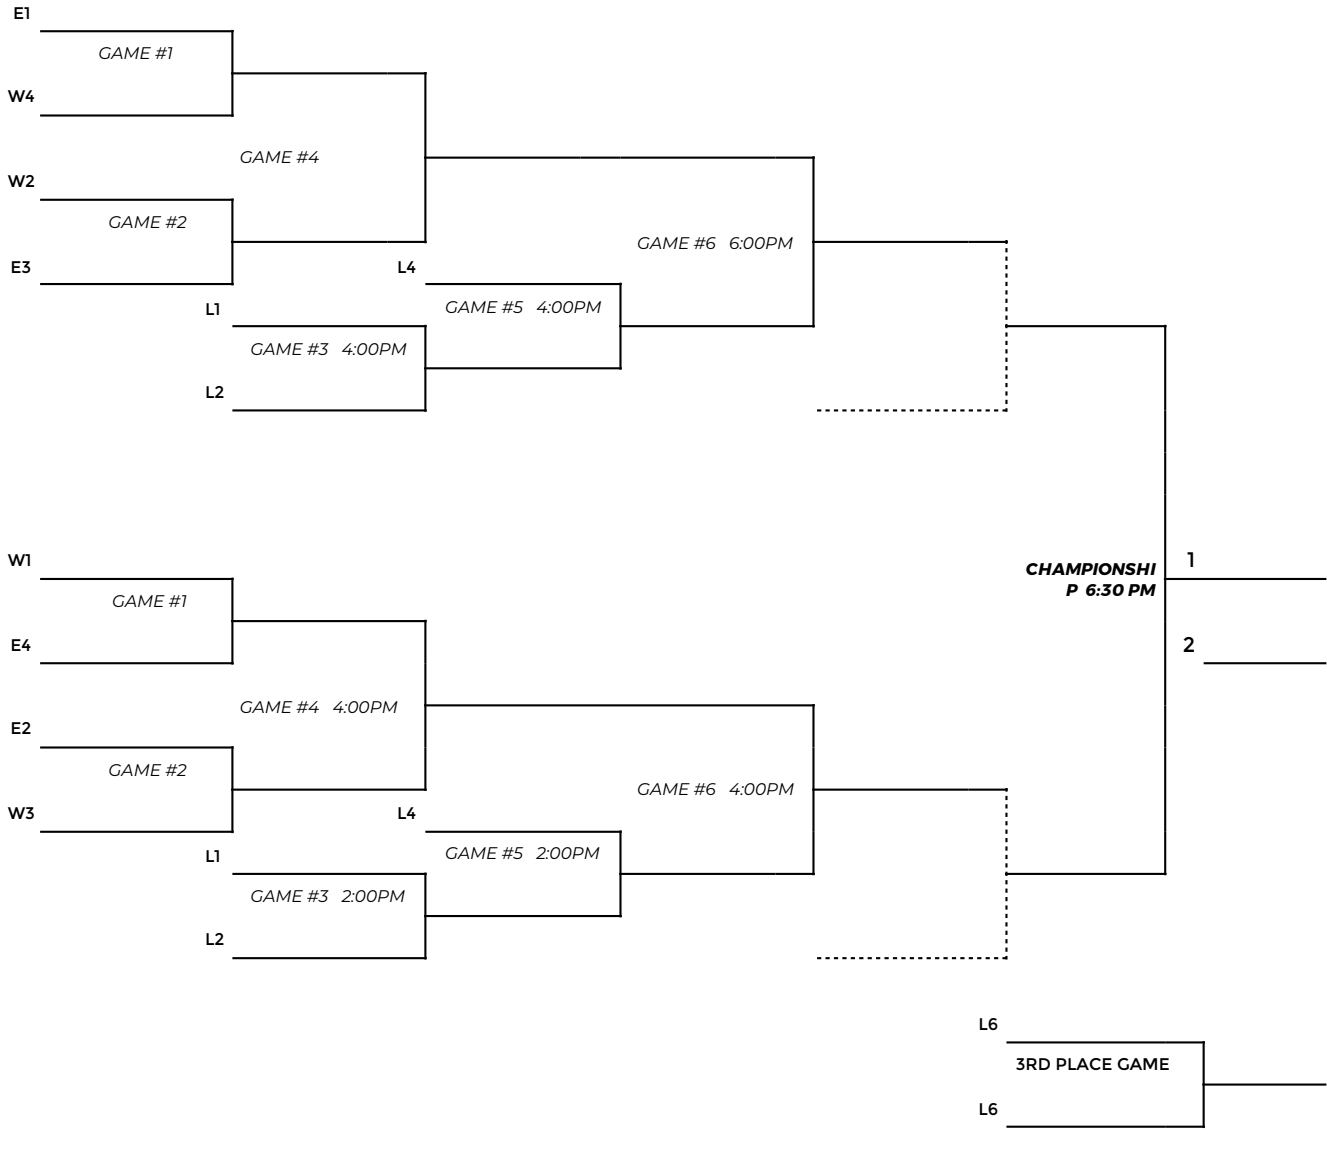 E1
GAME #1
W4
GAME #4
W2
GAME #2
GAME #6 6:00PM
E3
L4
L1
GAME #5 4:00PM
GAME #3 4:00PM
L2
W1
CHAMPIONSHI
P 6:30 PM
1
GAME #1
E4
2
GAME #4 4:00PM
E2
GAME #2
GAME #6 4:00PM
W3
L4
L1
GAME #5 2:00PM
GAME #3 2:00PM
L2
L6
3RD PLACE GAME
L6